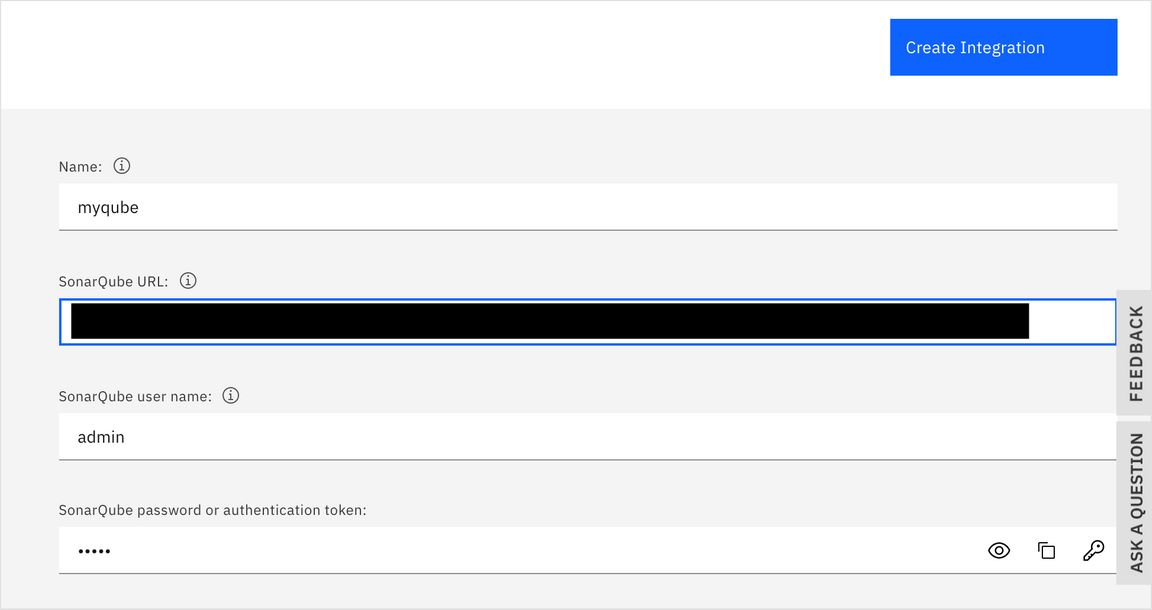 Create Integration
Name:
myqube
SonarQube URL:
SonarQube user name:
admin
SonarQube password or authentication token:
•••••
FEEDBACK
ASK A QUESTION